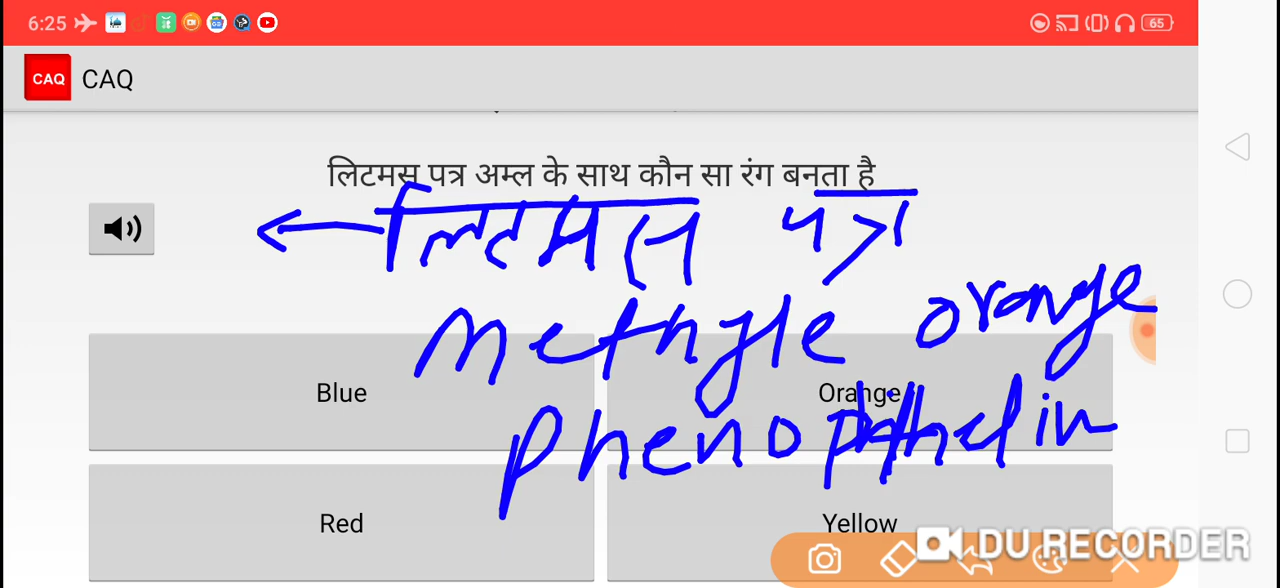 6:25
65
CAQ CAQ
लिटमस पत्र अम्ल के साथ कौन सा रंग बनता है
लिटमस पत्र
methyle orange
Blue
Orange
phenophthelin
Red
Yellow
DU RECORDER